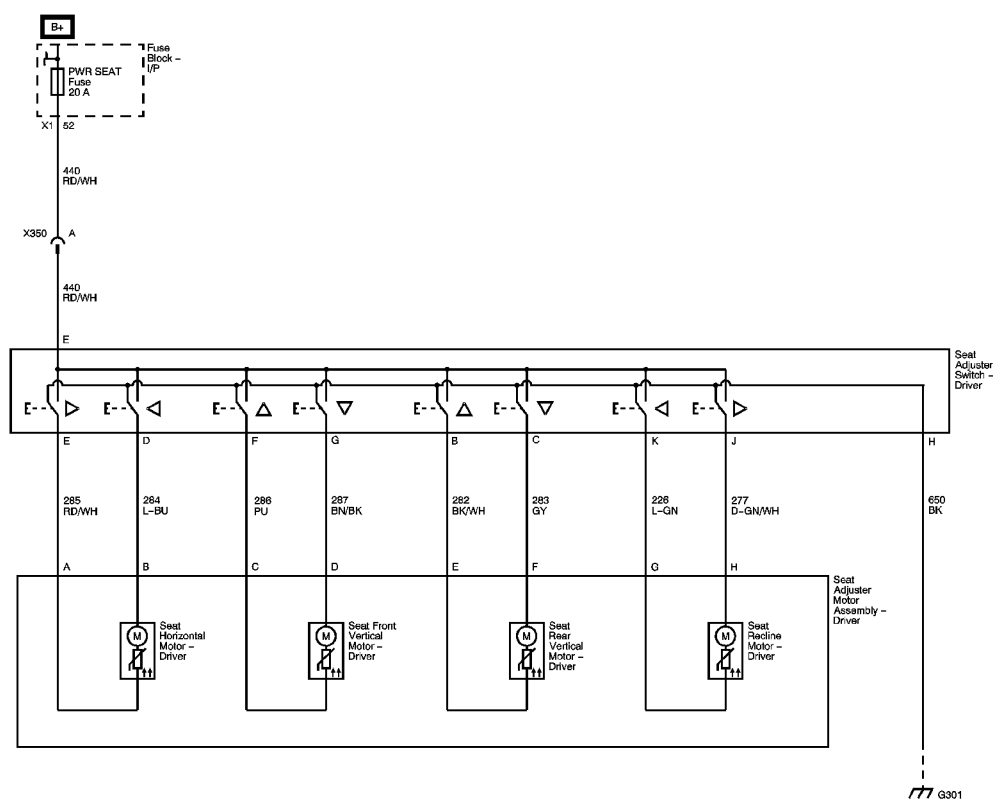 B+
Fuse
Block –
I/P
PWR SEAT
Fuse
20 A
X1 52
440
RD/WH
X350 A
440
RD/WH
E
Seat
Adjuster
Switch –
Driver
E D F G B C K J H
285
RD/WH
284
L-BU
286
PU
287
BN/BK
282
BK/WH
283
GY
226
L-GN
277
D-GN/WH
650
BK
A B C D E F G H
Seat
Adjuster
Motor
Assembly –
Driver
M
Seat
Horizontal
Motor –
Driver
M
Seat Front
Vertical
Motor –
Driver
M
Seat
Rear
Vertical
Motor –
Driver
M
Seat
Recline
Motor –
Driver
G301